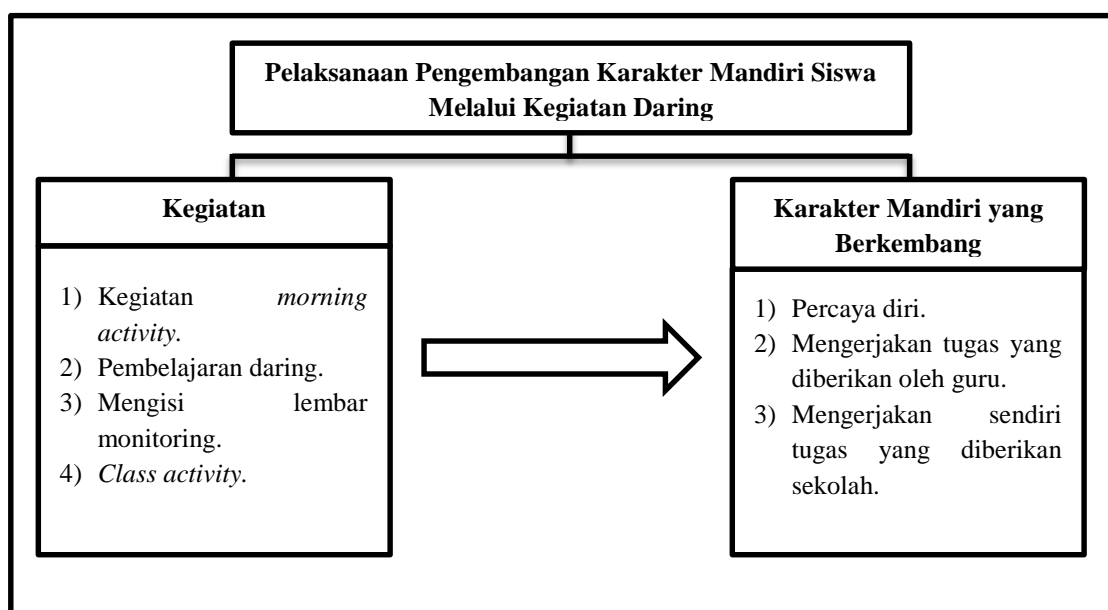 Pelaksanaan Pengembangan Karakter Mandiri Siswa
Melalui Kegiatan Daring
Kegiatan
1) Kegiatan morning
activity.
2) Pembelajaran daring.
3) Mengisi lembar
monitoring.
4) Class activity.
Karakter Mandiri yang
Berkembang
1) Percaya diri.
2) Mengerjakan tugas yang
diberikan oleh guru.
3) Mengerjakan sendiri
tugas yang diberikan
sekolah.